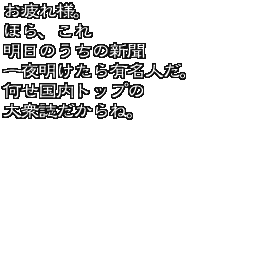 お疲れ様。
ほら、これ
明日のうちの新聞
一夜明けたら有名人だ。
何せ国内トップの
大衆誌だからね。